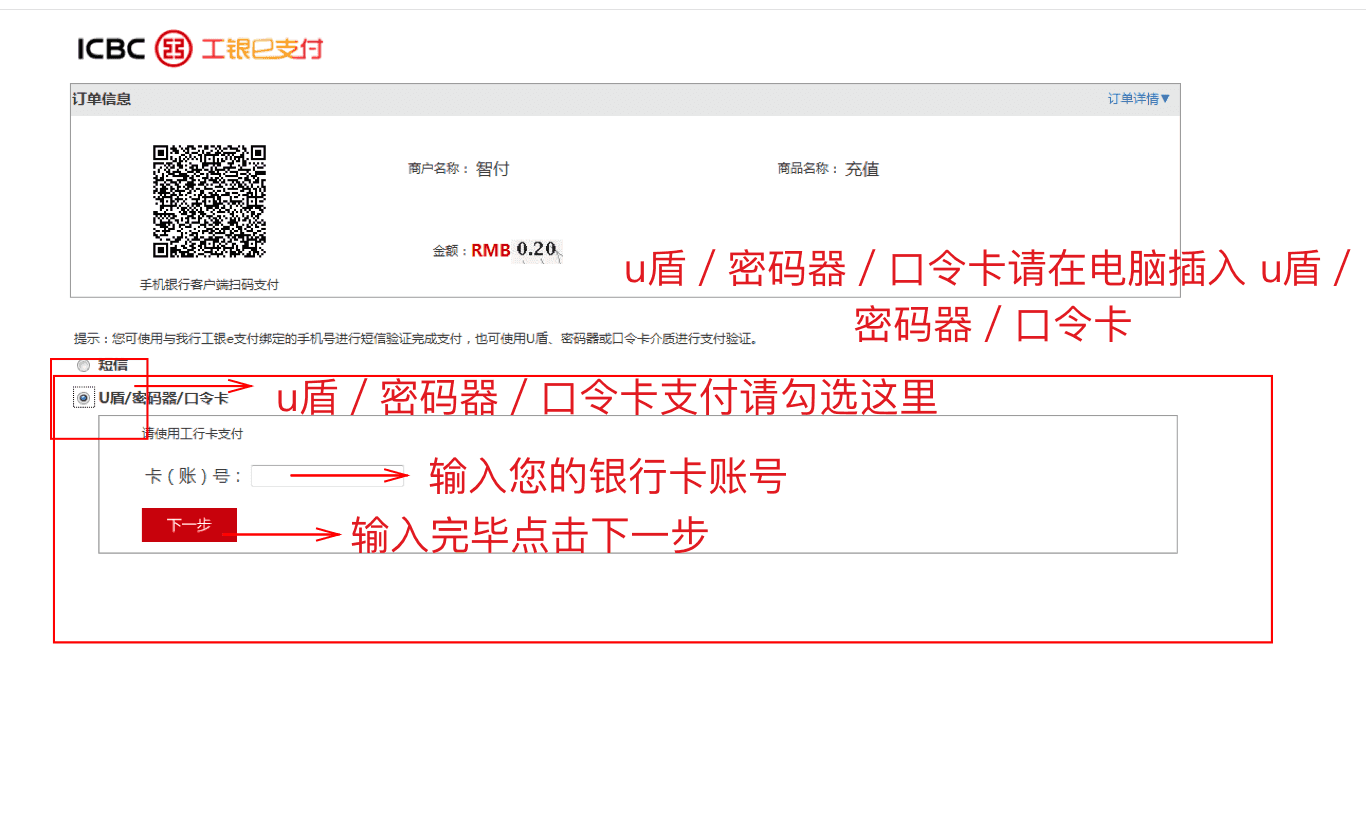 ICBC 工银e支付
订单信息 订单详情▼
商户名称： 智付 商品名称： 充值
金额：RMB 0.20
u盾 / 密码器 / 口令卡请在电脑插入 u盾 /
密码器 / 口令卡
手机银行客户端扫码支付
提示：您可使用与我行工银e支付绑定的手机号进行短信验证完成支付，也可使用U盾、密码器或口令卡介质进行支付验证。
短信
U盾/密码器/口令卡 u盾 / 密码器 / 口令卡支付请勾选这里
请使用工行卡支付
卡（账）号： 输入您的银行卡账号
下一步 输入完毕点击下一步